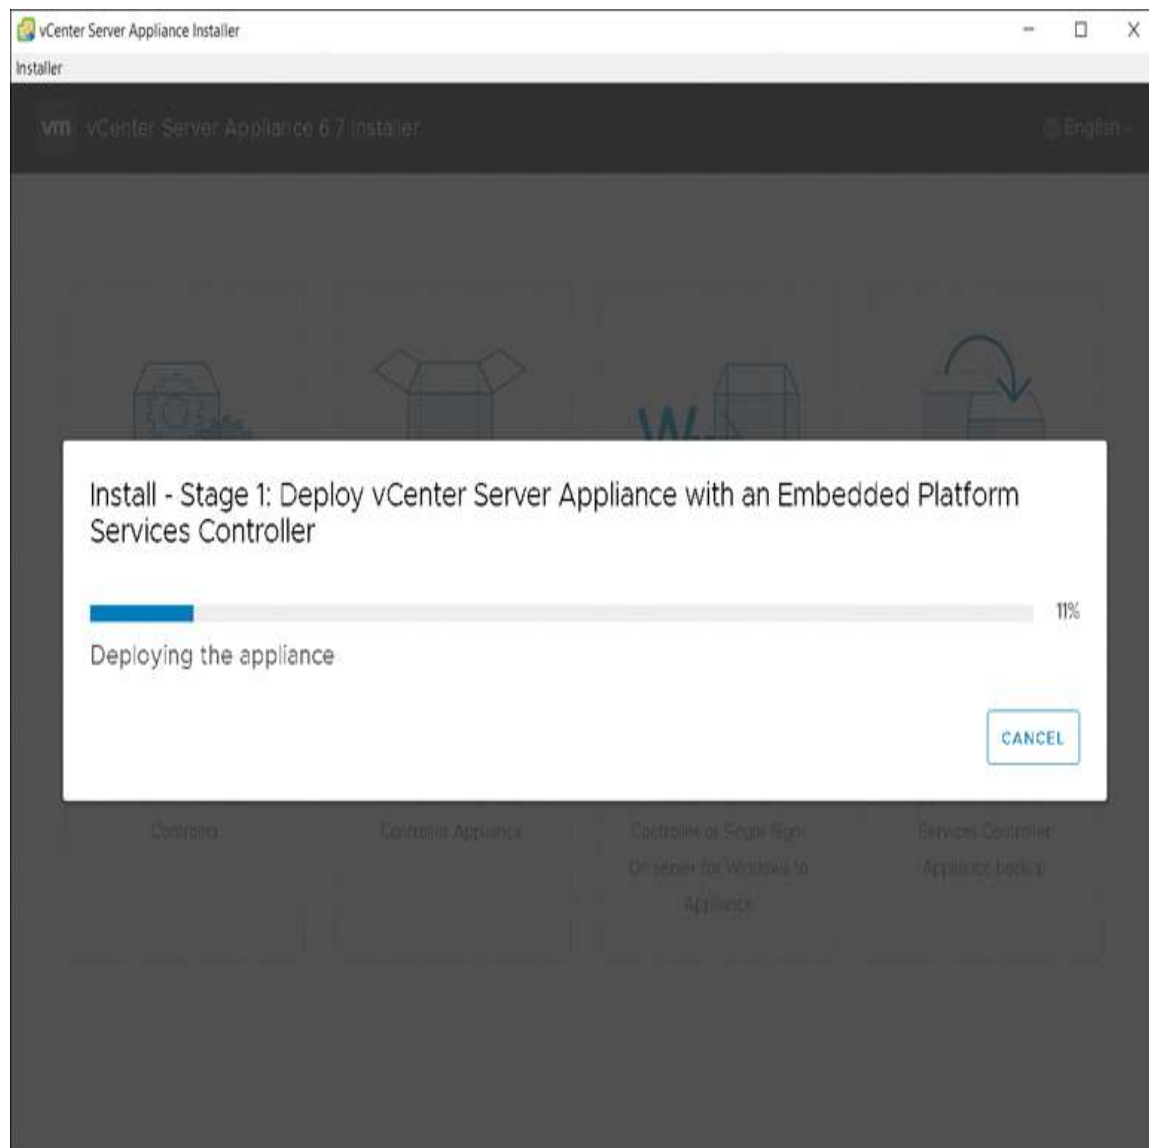 vCenter Server Appliance Installer
Installer
vm vCenter Server Appliance 6.7 Installer English
Install - Stage 1: Deploy vCenter Server Appliance with an Embedded Platform
Services Controller
11%
Deploying the appliance
CANCEL
Controller Controller Appliance Controller or Single Sign- Services Controller
On server for Windows to Appliance backup
Appliance